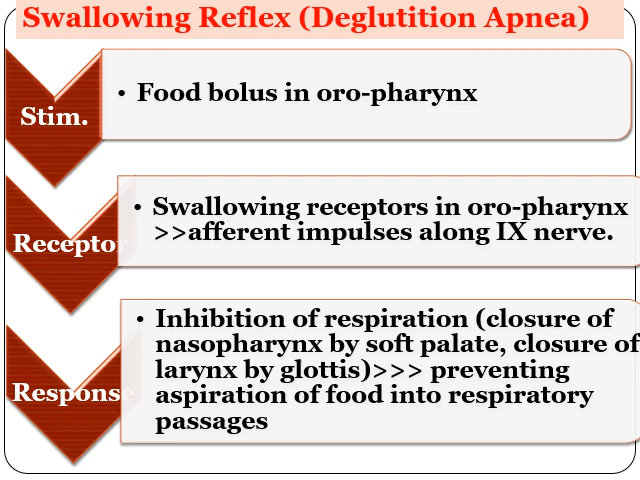 Swallowing Reflex (Deglutition Apnea)
Stim.
• Food bolus in oro-pharynx
Receptor
• Swallowing receptors in oro-pharynx
>>afferent impulses along IX nerve.
Response
• Inhibition of respiration (closure of
nasopharynx by soft palate, closure of
larynx by glottis)>>> preventing
aspiration of food into respiratory
passages